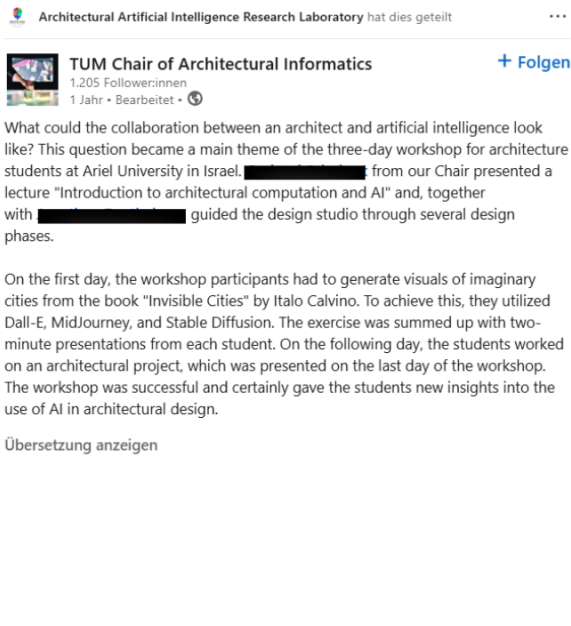 Architectural Artificial Intelligence Research Laboratory hat dies geteilt
TUM Chair of Architectural Informatics
+ Folgen
1.205 Follower:innen
1 Jahr • Bearbeitet •
What could the collaboration between an architect and artificial intelligence look
like? This question became a main theme of the three-day workshop for architecture
students at Ariel University in Israel. from our Chair presented a
lecture "Introduction to architectural computation and AI" and, together
with guided the design studio through several design
phases.
On the first day, the workshop participants had to generate visuals of imaginary
cities from the book "Invisible Cities" by Italo Calvino. To achieve this, they utilized
Dall-E, MidJourney, and Stable Diffusion. The exercise was summed up with two-
minute presentations from each student. On the following day, the students worked
on an architectural project, which was presented on the last day of the workshop.
The workshop was successful and certainly gave the students new insights into the
use of AI in architectural design.
Übersetzung anzeigen